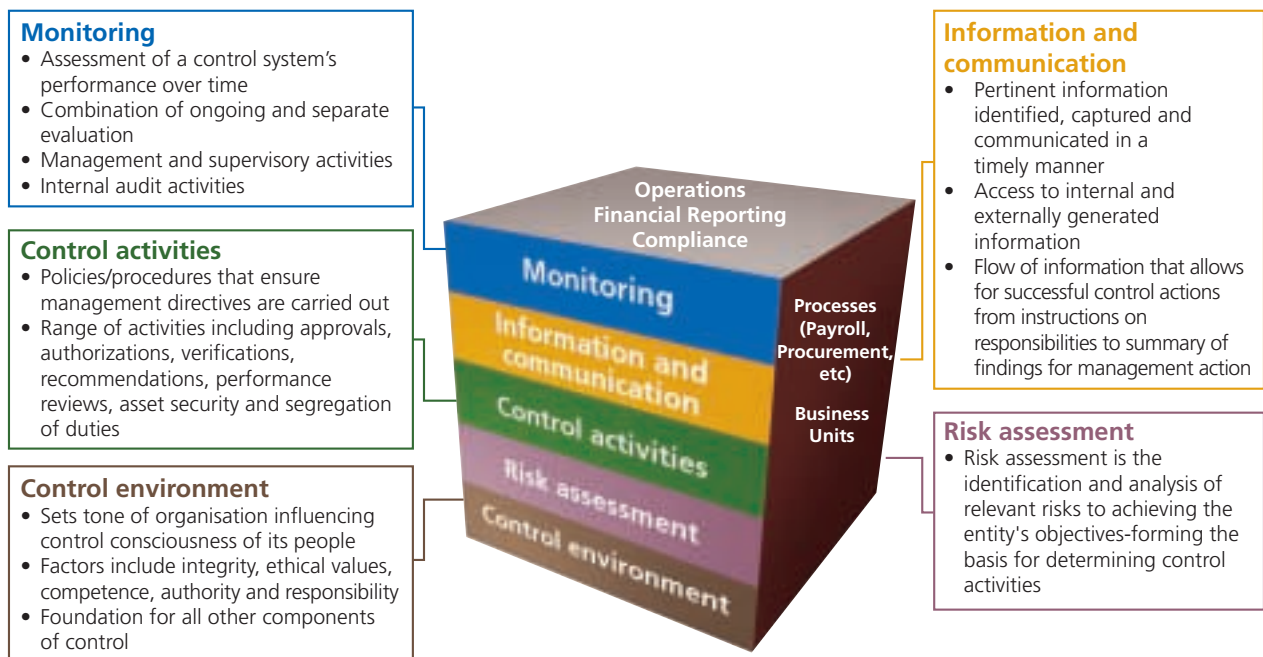 Monitoring
• Assessment of a control system's
performance over time
• Combination of ongoing and separate
evaluation
• Management and supervisory activities
• Internal audit activities
Control activities
• Policies/procedures that ensure
management directives are carried out
• Range of activities including approvals,
authorizations, verifications,
recommendations, performance
reviews, asset security and segregation
of duties
Control environment
• Sets tone of organisation influencing
control consciousness of its people
• Factors include integrity, ethical values,
competence, authority and responsibility
• Foundation for all other components
of control
Operations
Financial Reporting
Compliance
Monitoring
Information and
communication
Control activities
Risk assessment
Control environment
Processes
(Payroll,
Procurement,
etc)
Business
Units
Information and
communication
• Pertinent information
identified, captured and
communicated in a
timely manner
• Access to internal and
externally generated
information
• Flow of information that allows
for successful control actions
from instructions on
responsibilities to summary of
findings for management action
Risk assessment
• Risk assessment is the
identification and analysis of
relevant risks to achieving the
entity's objectives-forming the
basis for determining control
activities